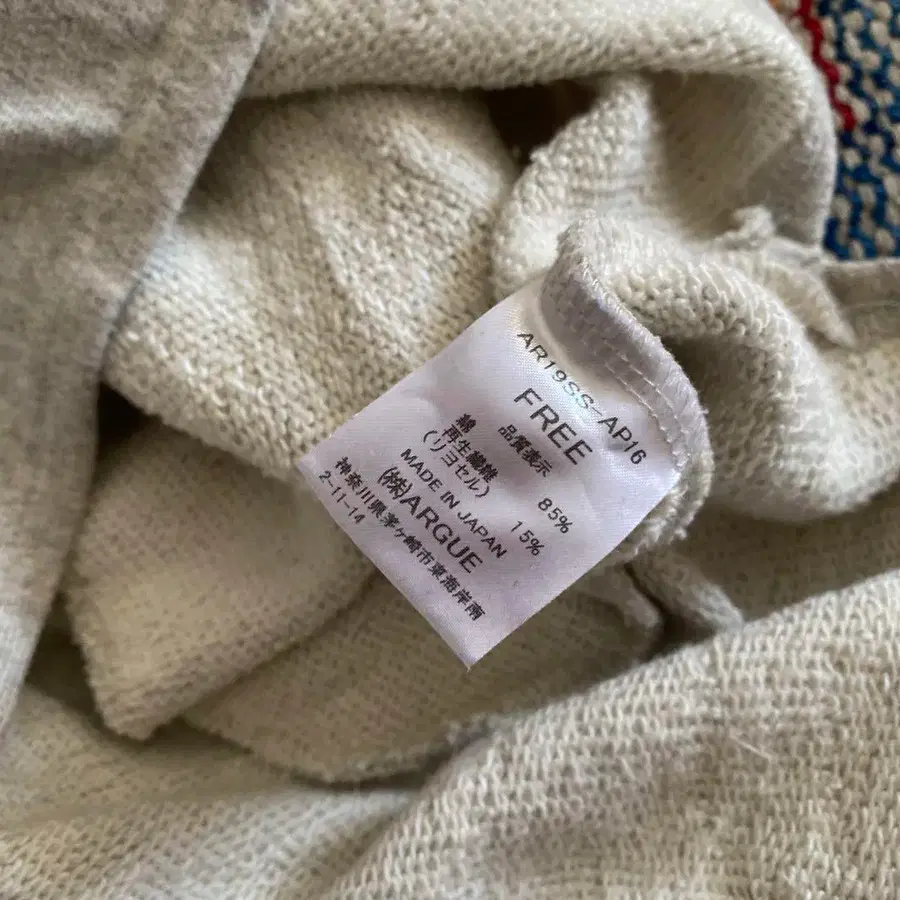 AR19SS-AP16
FREE
品質表示
綿 85%
再生繊維 15%
(リヨセル)
MADE IN JAPAN
(株)ARGUE
神奈川県茅ヶ崎市東海岸南
2-11-14